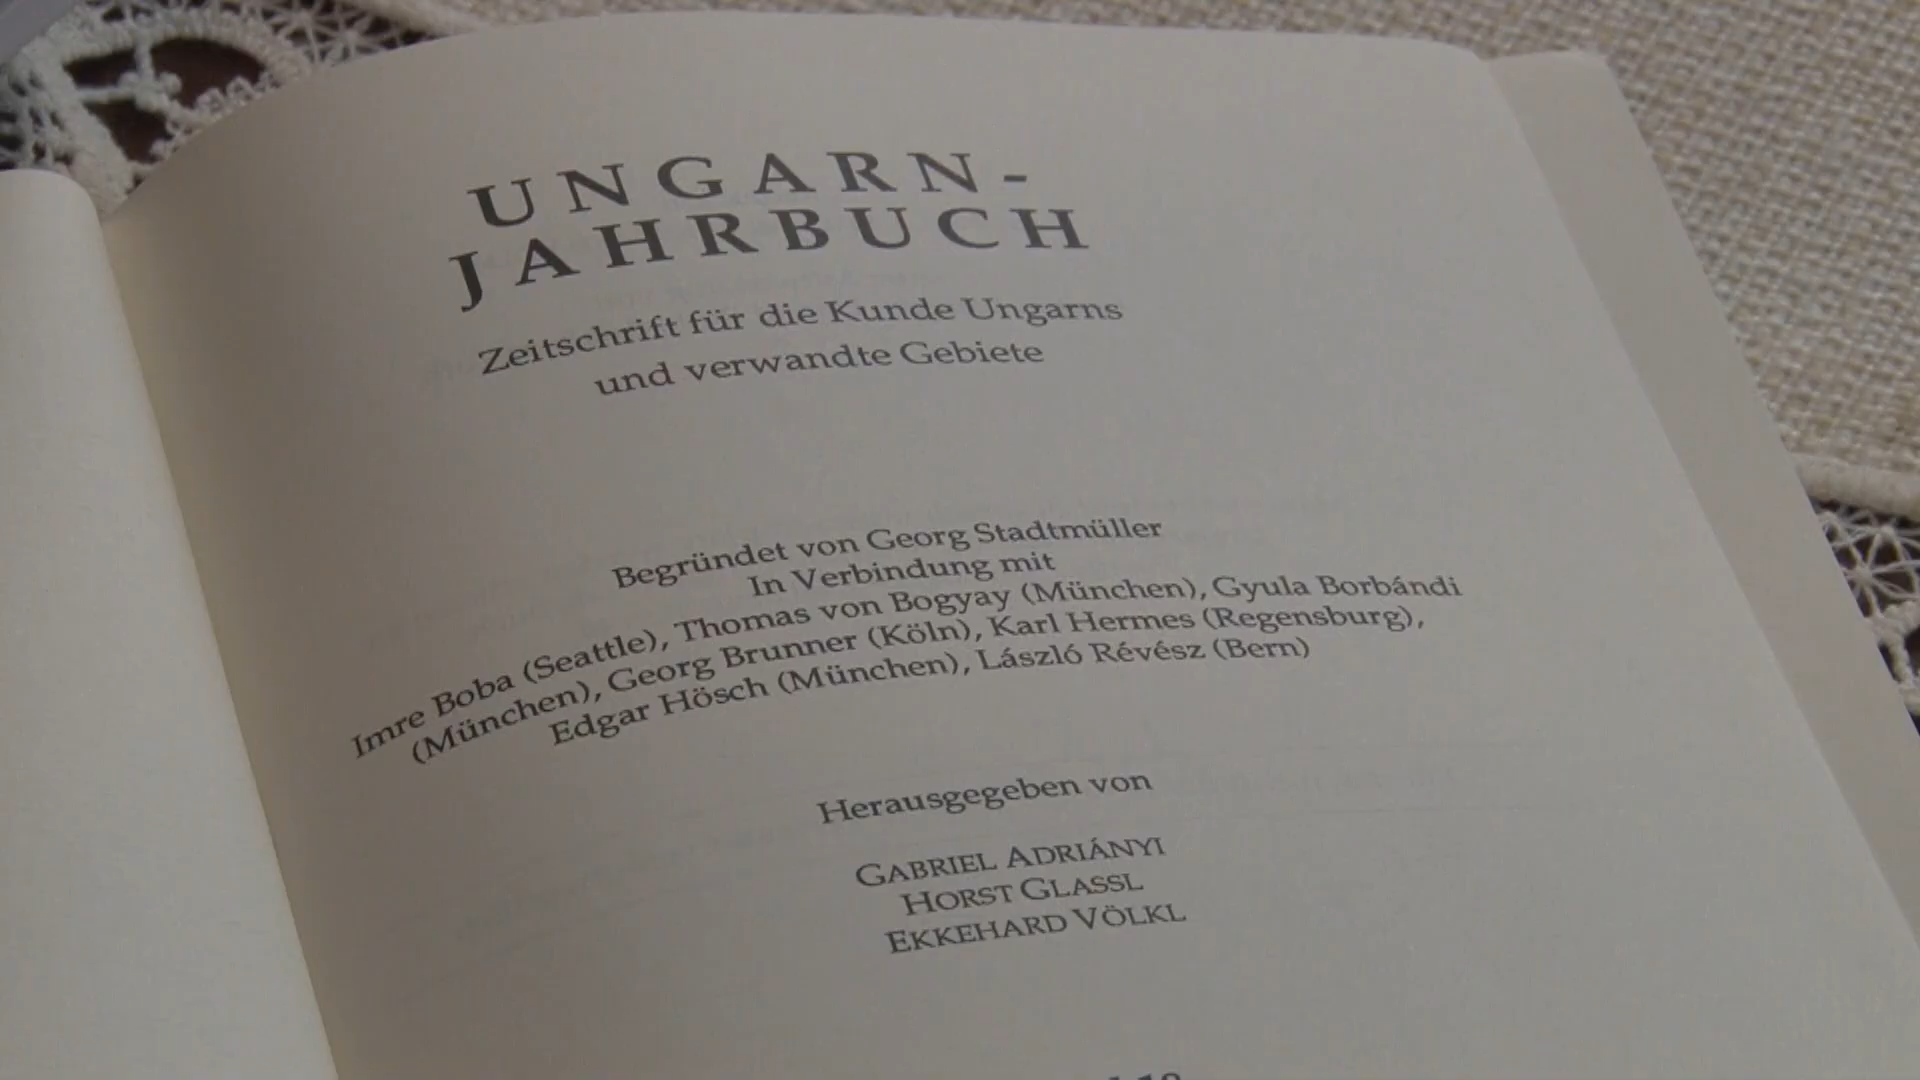 UNGARN-
JAHRBUCH
Zeitschrift für die Kunde Ungarns
und verwandte Gebiete
Begründet von Georg Stadtmüller
In Verbindung mit
Imre Boba (Seattle), Thomas von Bogyay (München), Gyula Borbándi
(München), Georg Brunner (Köln), Karl Hermes (Regensburg),
Edgar Hösch (München), László Révész (Bern)
Herausgegeben von
GABRIEL ADRIÁNYI
HORST GLASSL
EKKEHARD VÖLKL